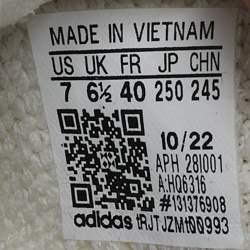 MADE IN VIETNAM
US UK FR JP CHN
7 6½ 40 250 245
10/22
APH 28I001
A:HQ6316
#131376908
adidas tRJTJZMt00993